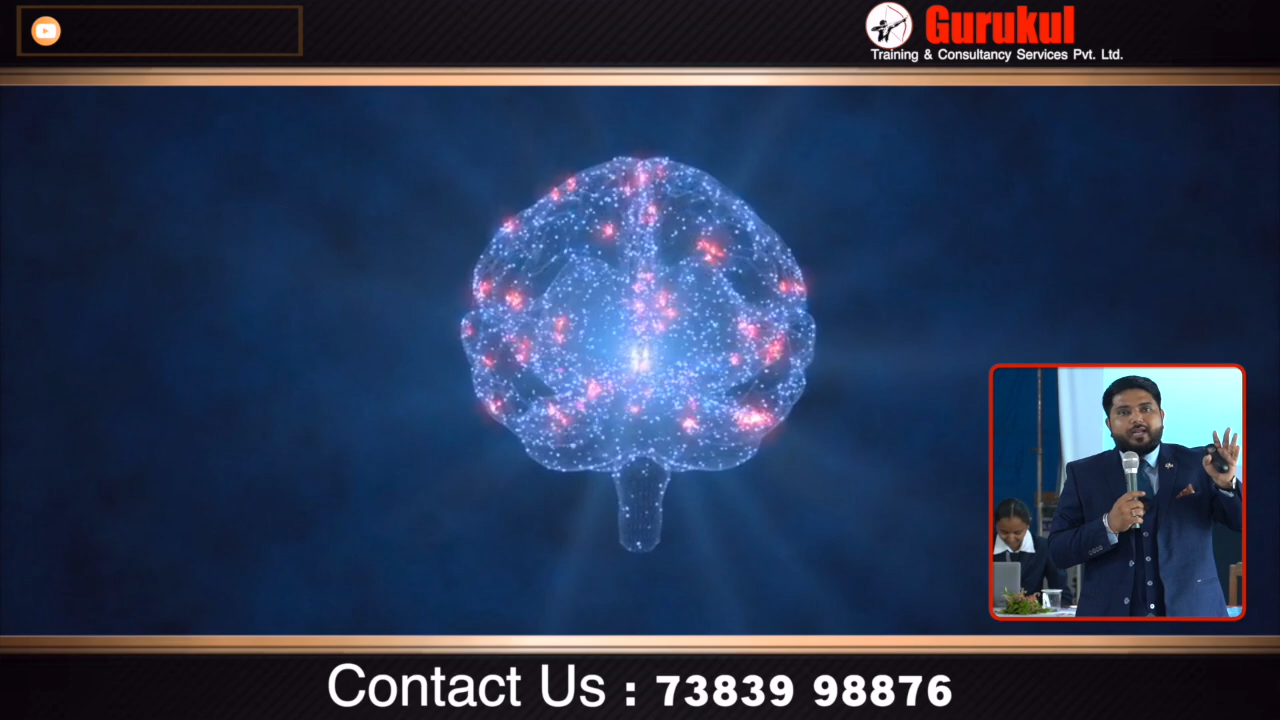 Gurukul
Training & Consultancy Services Pvt. Ltd.
Contact Us : 73839 98876